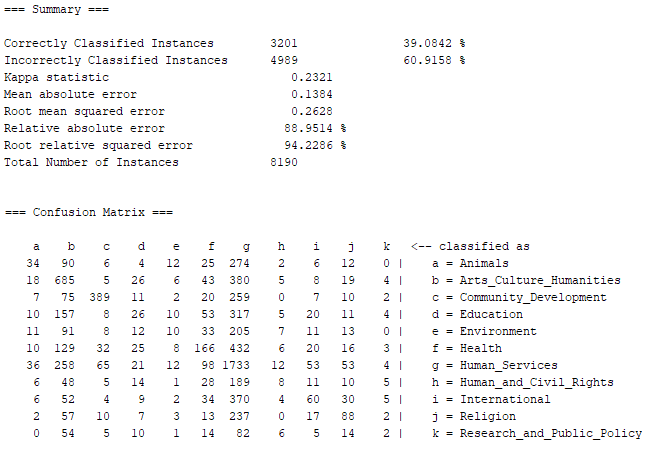 === Summary ===
Correctly Classified Instances 3201 39.0842 %
Incorrectly Classified Instances 4989 60.9158 %
Kappa statistic 0.2321
Mean absolute error 0.1384
Root mean squared error 0.2628
Relative absolute error 88.9514 %
Root relative squared error 94.2286 %
Total Number of Instances 8190
=== Confusion Matrix ===
a b c d e f g h i j k <-- classified as
34 90 6 4 12 25 274 2 6 12 0 | a = Animals
18 685 5 26 6 43 380 5 8 19 4 | b = Arts_Culture_Humanities
7 75 389 11 2 20 259 0 7 10 2 | c = Community_Development
10 157 8 26 10 53 317 5 20 11 4 | d = Education
11 91 8 12 10 33 205 7 11 13 0 | e = Environment
10 129 32 25 8 166 432 6 20 16 3 | f = Health
36 258 65 21 12 98 1733 12 53 53 4 | g = Human_Services
6 48 5 14 1 28 189 8 11 10 5 | h = Human_and_Civil_Rights
6 52 4 9 2 34 370 4 60 30 5 | i = International
2 57 10 7 3 13 237 0 17 88 2 | j = Religion
0 54 5 10 1 14 82 6 5 14 2 | k = Research_and_Public_Policy